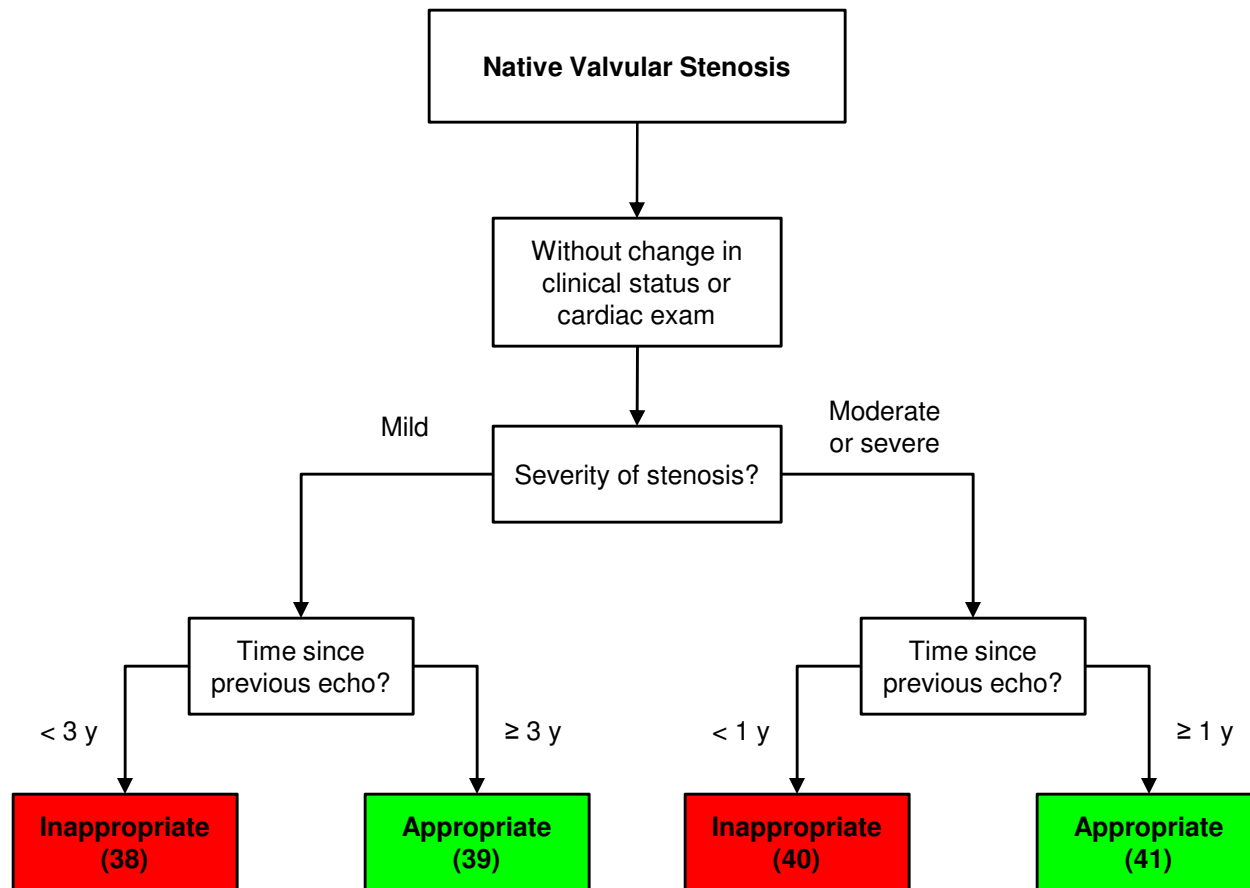 Native Valvular Stenosis
Without change in
clinical status or
cardiac exam
Mild
Moderate
or severe
Severity of stenosis?
Time since
previous echo?
Time since
previous echo?
< 3 y
≥ 3 y
< 1 y
≥ 1 y
Inappropriate
(38)
Appropriate
(39)
Inappropriate
(40)
Appropriate
(41)